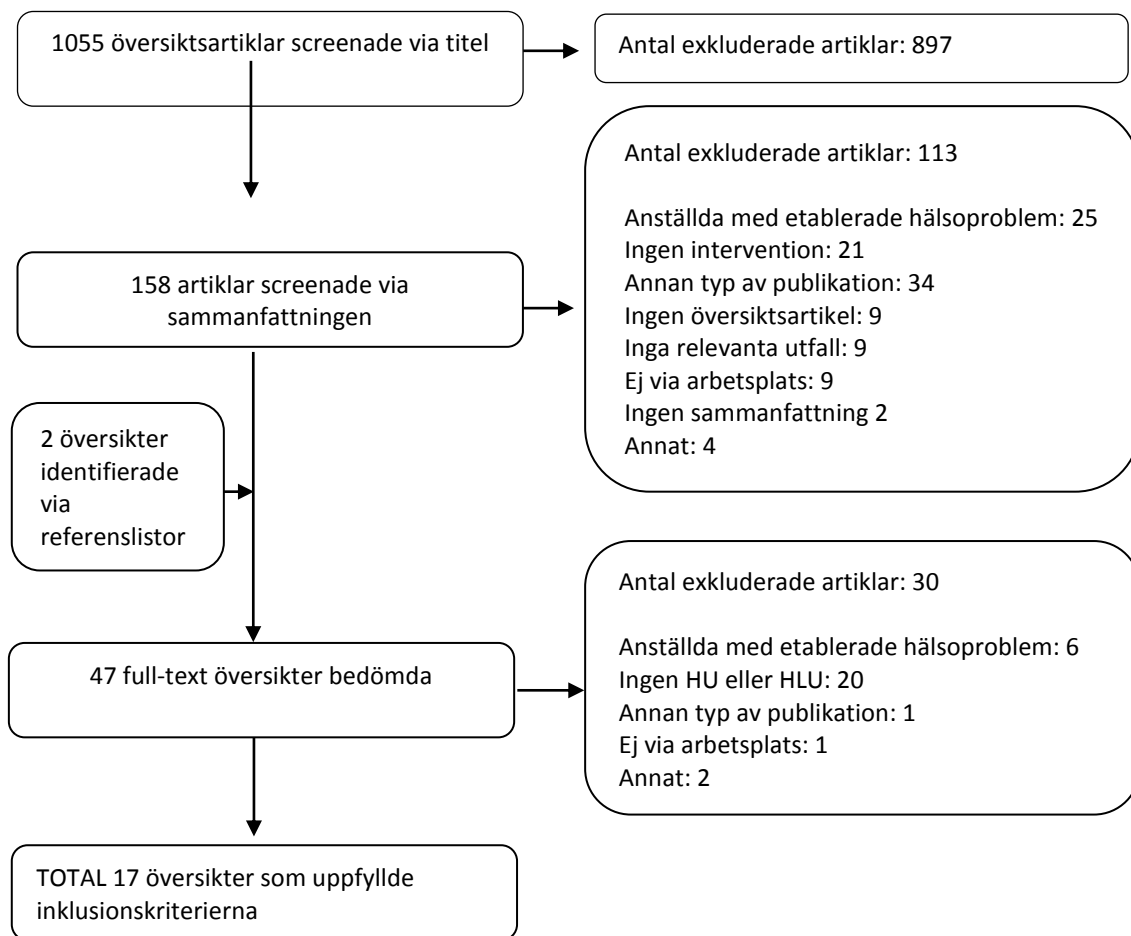 1055 översiktsartiklar screenade via titel
Antal exkluderade artiklar: 897
Antal exkluderade artiklar: 113
Anställda med etablerade hälsoproblem: 25
Ingen intervention: 21
Annan typ av publikation: 34
Ingen översiktsartikel: 9
Inga relevanta utfall: 9
Ej via arbetsplats: 9
Ingen sammanfattning 2
Annat: 4
158 artiklar screenade via
sammanfattningen
2 översikter
identifierade
via
referenslistor
47 full-text översikter bedömda
Antal exkluderade artiklar: 30
Anställda med etablerade hälsoproblem: 6
Ingen HU eller HLU: 20
Annan typ av publikation: 1
Ej via arbetsplats: 1
Annat: 2
TOTAL 17 översikter som uppfyllde
inklusionskriterierna